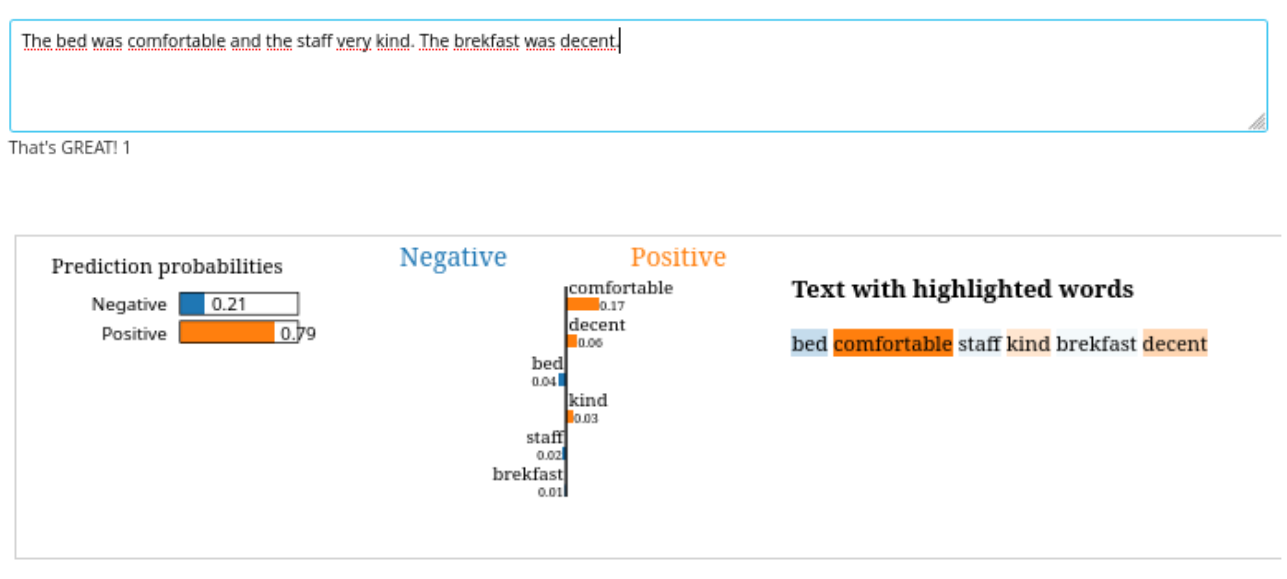 The bed was comfortable and the staff very kind. The brekfast was decent.
That's GREAT! 1
Prediction probabilities
Negative 0.21
Positive 0.79
Negative Positive
comfortable
0.17
decent
0.06
bed
0.04
kind
0.03
staff
0.02
brekfast
0.01
Text with highlighted words
bed comfortable staff kind brekfast decent